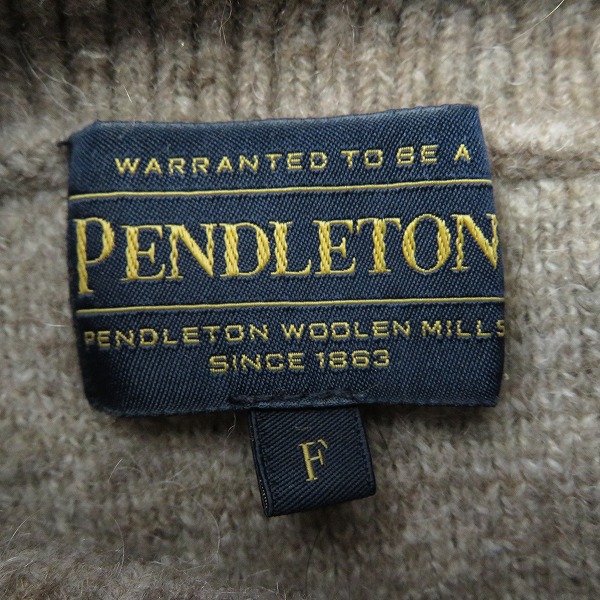 WARRANTED TO BE A
PENDLETON
PENDLETON WOOLEN MILLS
SINCE 1863
F